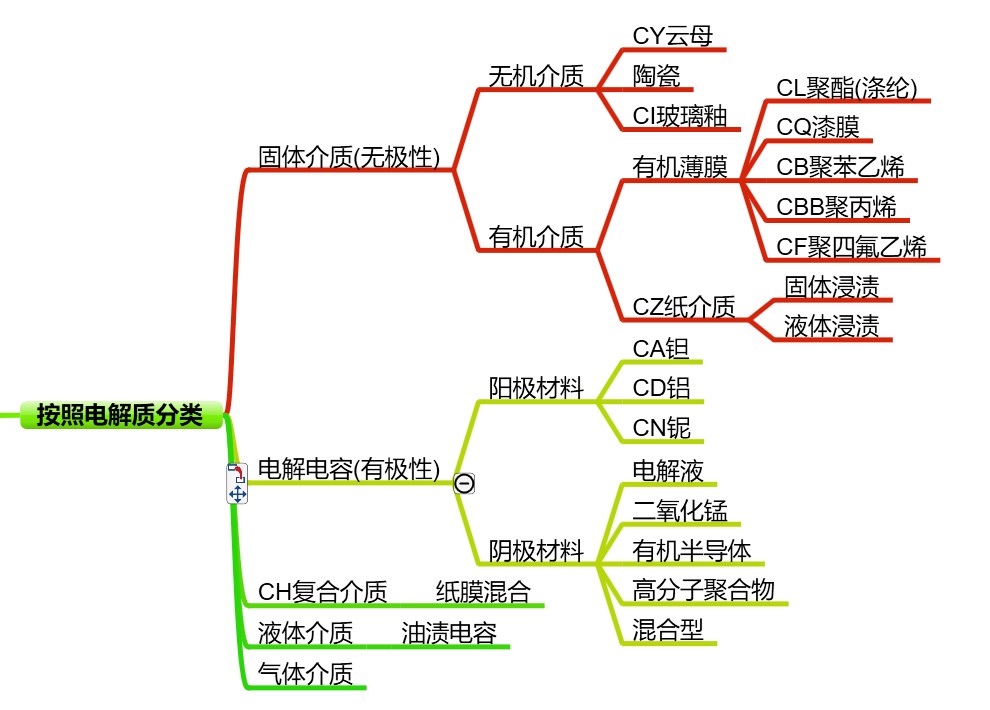 按照电解质分类
固体介质(无极性)
无机介质
CY云母
陶瓷
CI玻璃釉
有机介质
有机薄膜
CL聚酯(涤纶)
CQ漆膜
CB聚苯乙烯
CBB聚丙烯
CF聚四氟乙烯
CZ纸介质
固体浸渍
液体浸渍
电解电容(有极性)
阳极材料
CA钽
CD铝
CN铌
阴极材料
电解液
二氧化锰
有机半导体
高分子聚合物
混合型
CH复合介质
纸膜混合
液体介质
油渍电容
气体介质